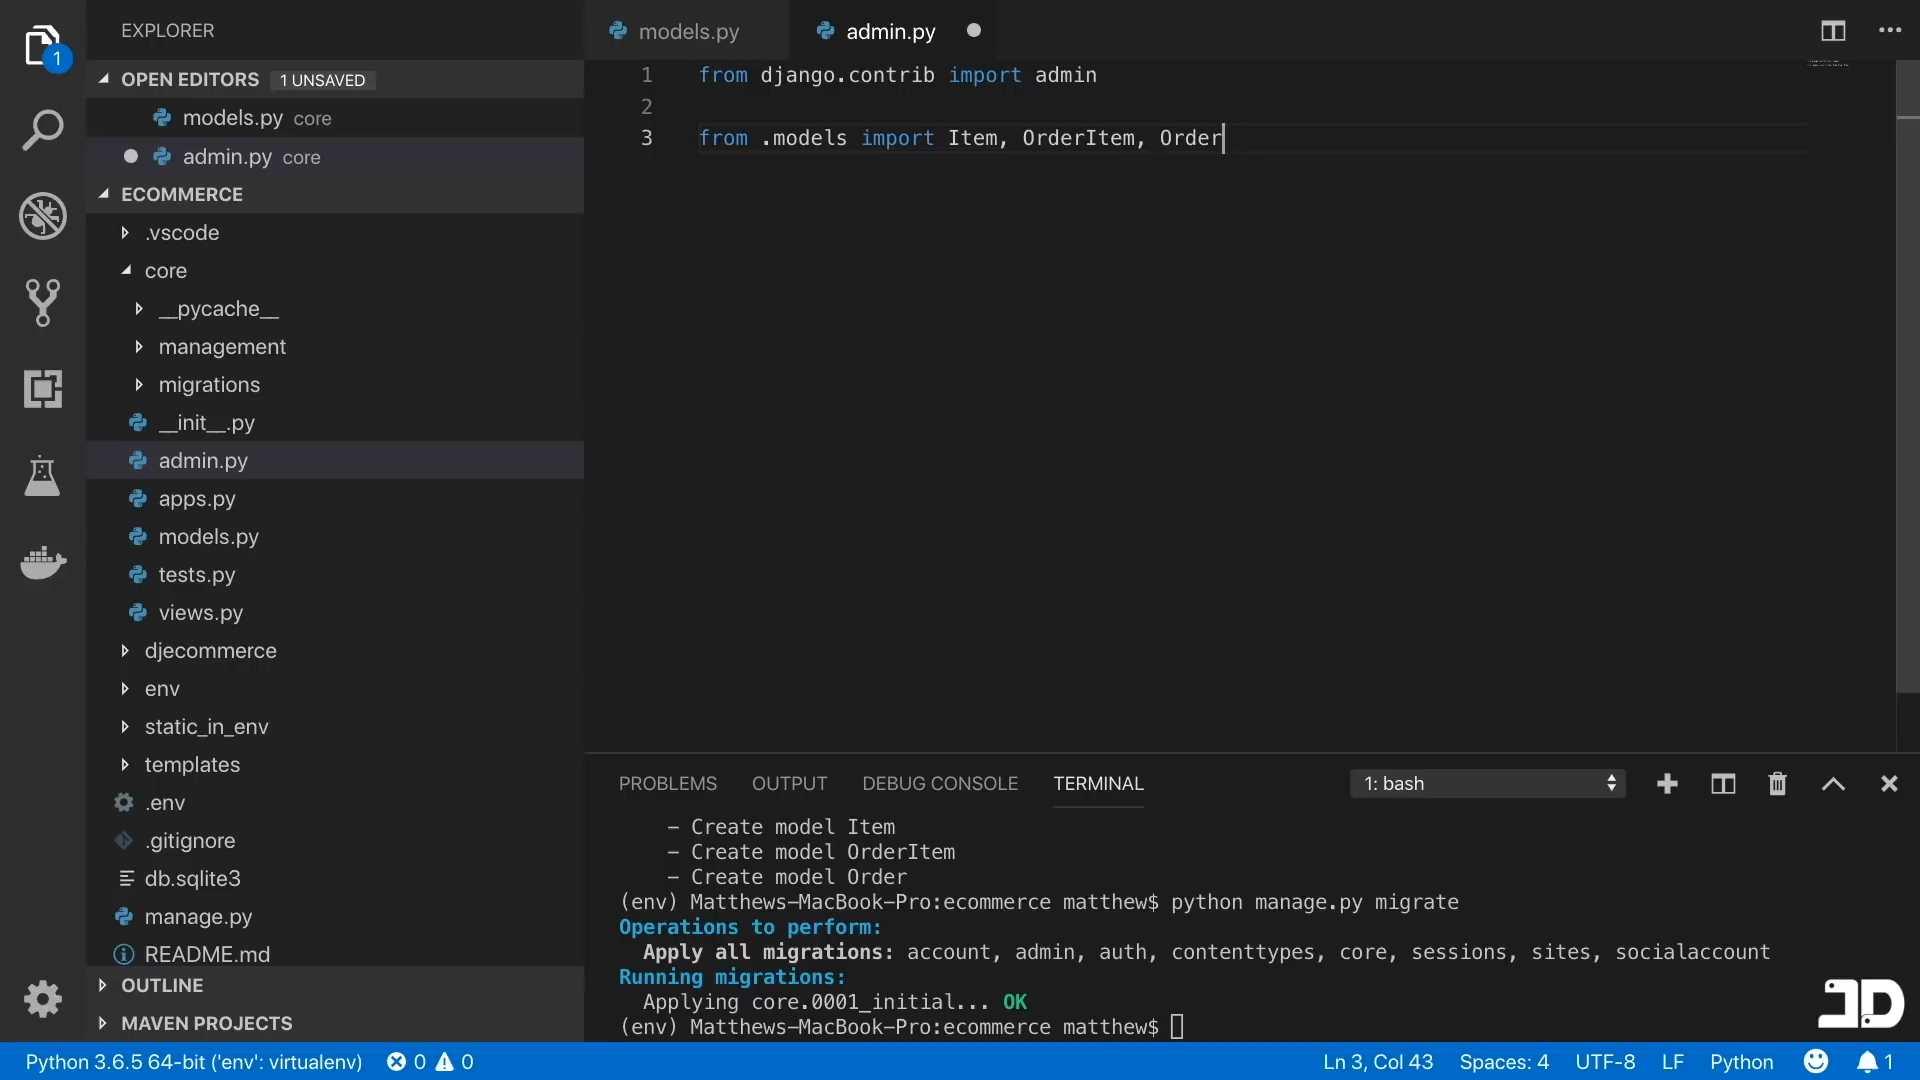 EXPLORER
OPEN EDITORS 1 UNSAVED
models.py core
admin.py core
ECOMMERCE
.vscode
core
__pycache__
management
migrations
__init__.py
admin.py
apps.py
models.py
tests.py
views.py
djecommerce
env
static_in_env
templates
.env
.gitignore
db.sqlite3
manage.py
README.md
OUTLINE
MAVEN PROJECTS
1
models.py admin.py
1 from django.contrib import admin
2
3 from .models import Item, OrderItem, Order
PROBLEMS OUTPUT DEBUG CONSOLE TERMINAL 1: bash
- Create model Item
- Create model OrderItem
- Create model Order
(env) Matthews-MacBook-Pro:ecommerce matthew$ python manage.py migrate
Operations to perform:
Apply all migrations: account, admin, auth, contenttypes, core, sessions, sites, socialaccount
Running migrations:
Applying core.0001_initial... OK
(env) Matthews-MacBook-Pro:ecommerce matthew$
JD
Python 3.6.5 64-bit ('env': virtualenv) 0 0 Ln 3, Col 43 Spaces: 4 UTF-8 LF Python 1